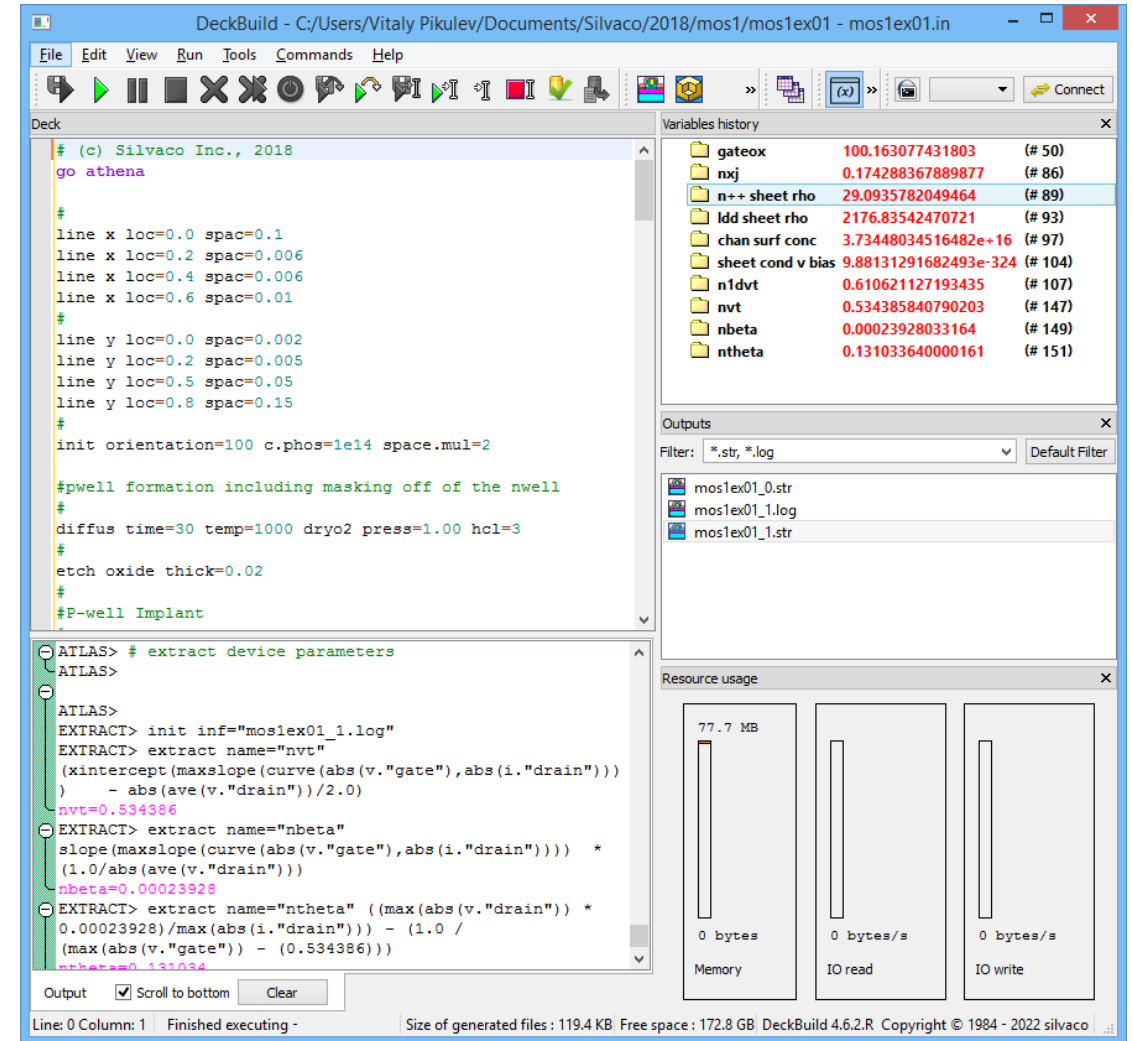 DeckBuild - C:/Users/Vitaly Pikulev/Documents/Silvaco/2018/mos1/mos1ex01 - mos1ex01.in
File Edit View Run Tools Commands Help
(x)
» » Connect
Deck
# (c) Silvaco Inc., 2018
go athena
#
line x loc=0.0 spac=0.1
line x loc=0.2 spac=0.006
line x loc=0.4 spac=0.006
line x loc=0.6 spac=0.01
#
line y loc=0.0 spac=0.002
line y loc=0.2 spac=0.005
line y loc=0.5 spac=0.05
line y loc=0.8 spac=0.15
#
init orientation=100 c.phos=1e14 space.mul=2
#pwell formation including masking off of the nwell
#
diffus time=30 temp=1000 dryo2 press=1.00 hcl=3
#
etch oxide thick=0.02
#
#P-well Implant
Variables history
gateox 100.163077431803 (# 50)
nxj 0.174288367889877 (# 86)
n++ sheet rho 29.0935782049464 (# 89)
ldd sheet rho 2176.83542470721 (# 93)
chan surf conc 3.73448034516482e+16 (# 97)
sheet cond v bias 9.88131291682493e-324 (# 104)
n1dvt 0.610621127193435 (# 107)
nvt 0.534385840790203 (# 147)
nbeta 0.00023928033164 (# 149)
ntheta 0.131033640000161 (# 151)
Outputs
Filter: *.str, *.log Default Filter
mos1ex01_0.str
mos1ex01_1.log
mos1ex01_1.str
ATLAS> # extract device parameters
ATLAS>
ATLAS>
EXTRACT> init inf="mos1ex01_1.log"
EXTRACT> extract name="nvt"
(xintercept(maxslope(curve(abs(v."gate"),abs(i."drain")))
) - abs(ave(v."drain"))/2.0)
nvt=0.534386
EXTRACT> extract name="nbeta"
slope(maxslope(curve(abs(v."gate"),abs(i."drain")))) *
(1.0/abs(ave(v."drain")))
nbeta=0.00023928
EXTRACT> extract name="ntheta" ((max(abs(v."drain")) *
0.00023928)/max(abs(i."drain"))) - (1.0 /
(max(abs(v."gate")) - (0.534386)))
ntheta=0.131034
Output Scroll to bottom Clear
Resource usage
77.7 MB
0 bytes 0 bytes/s 0 bytes/s
Memory IO read IO write
Line: 0 Column: 1 Finished executing - Size of generated files : 119.4 KB Free space : 172.8 GB DeckBuild 4.6.2.R Copyright © 1984 - 2022 silvaco